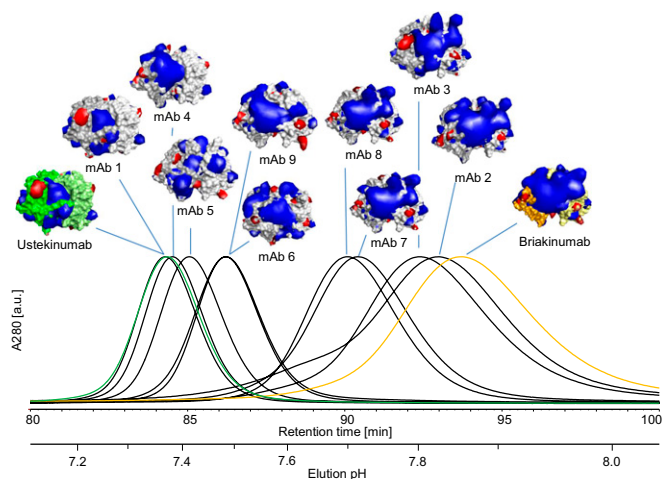 mAb 3
mAb 4
mAb 9
mAb 8
mAb 2
mAb 1
mAb 5
mAb 6
mAb 7
Ustekinumab
Briakinumab
A280 [a.u.]
80 85 90 95 100
Retention time [min]
7.2 7.4 7.6 7.8 8.0
Elution pH